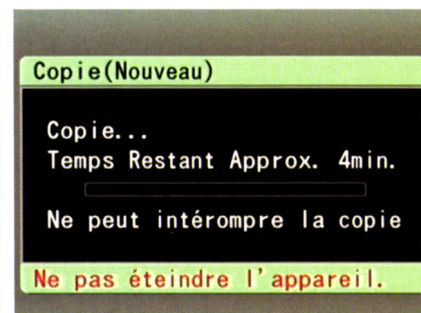 Copie(Nouveau)
Copie...
Temps Restant Approx. 4min.
Ne peut intérompre la copie
Ne pas éteindre l'appareil.